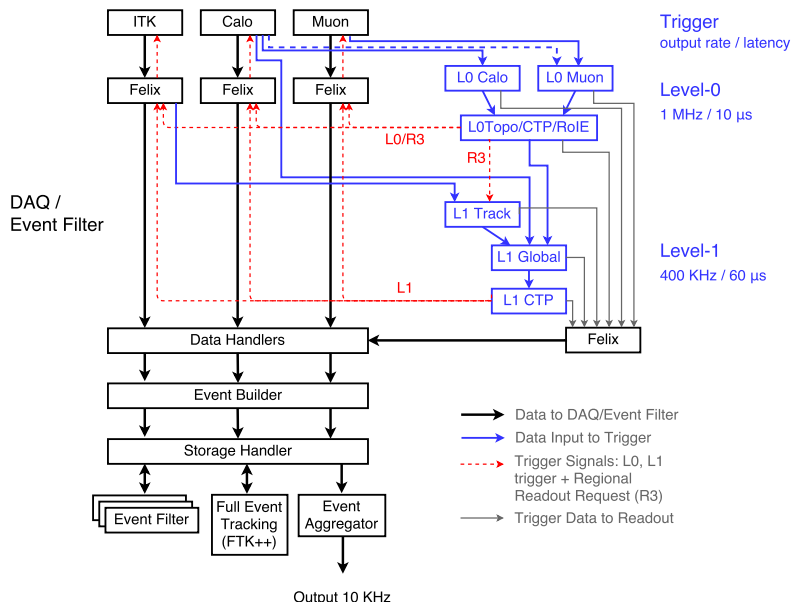 ITK
Calo
Muon
Trigger
output rate / latency
Felix
Felix
Felix
L0 Calo
L0 Muon
Level-0
1 MHz / 10 µs
L0Topo/CTP/RoIE
L0/R3
R3
DAQ /
Event Filter
L1 Track
L1 Global
Level-1
400 KHz / 60 µs
L1
L1 CTP
Data Handlers
Felix
Event Builder
Storage Handler
Data to DAQ/Event Filter
Data Input to Trigger
Trigger Signals: L0, L1
trigger + Regional
Readout Request (R3)
Trigger Data to Readout
Event Filter
Full Event
Tracking
(FTK++)
Event
Aggregator
Output 10 KHz